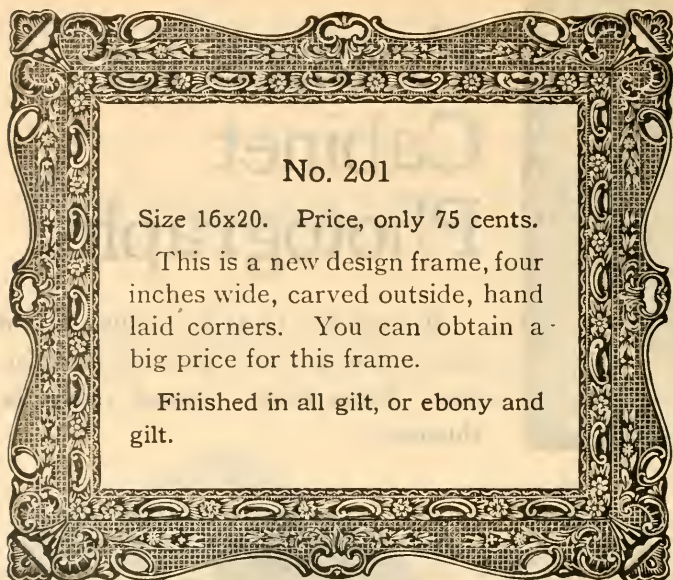 No. 201
Size 16x20. Price, only 75 cents.
This is a new design frame, four
inches wide, carved outside, hand
laid corners. You can obtain a
big price for this frame.
Finished in all gilt, or ebony and
gilt.